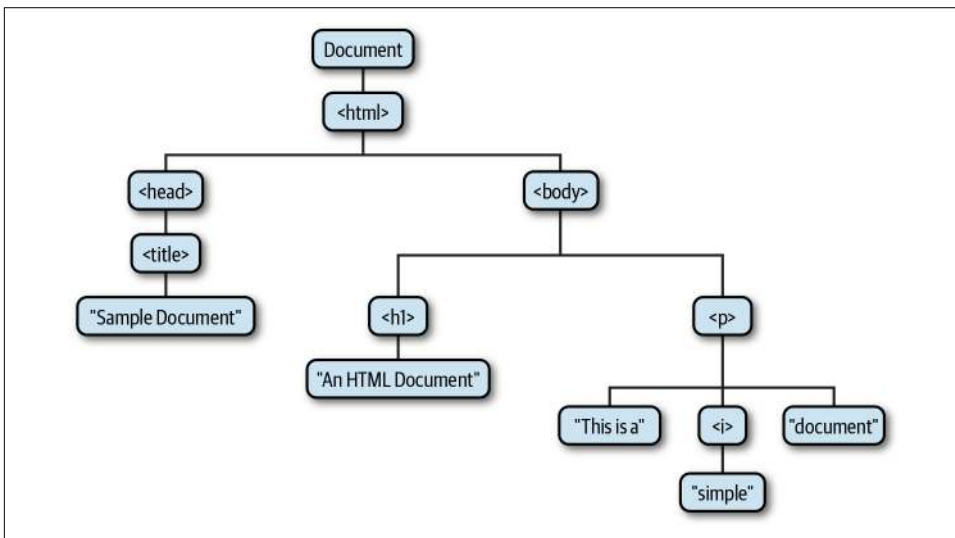 Document
<html>
<head>
<body>
<title>
"Sample Document"
<h1>
<p>
"An HTML Document"
"This is a"
<i>
"document"
"simple"